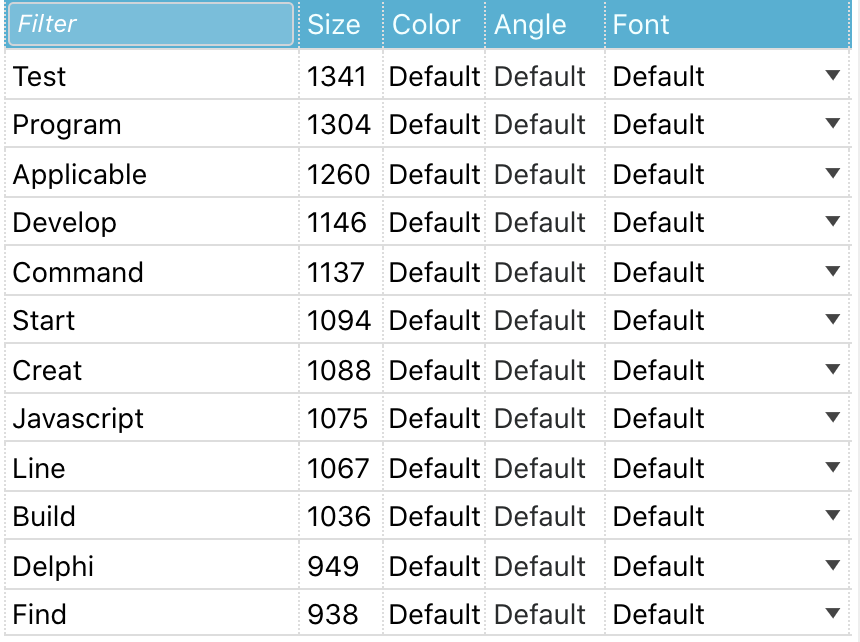 Filter Size Color Angle Font
Test 1341 Default Default Default
Program 1304 Default Default Default
Applicable 1260 Default Default Default
Develop 1146 Default Default Default
Command 1137 Default Default Default
Start 1094 Default Default Default
Creat 1088 Default Default Default
Javascript 1075 Default Default Default
Line 1067 Default Default Default
Build 1036 Default Default Default
Delphi 949 Default Default Default
Find 938 Default Default Default